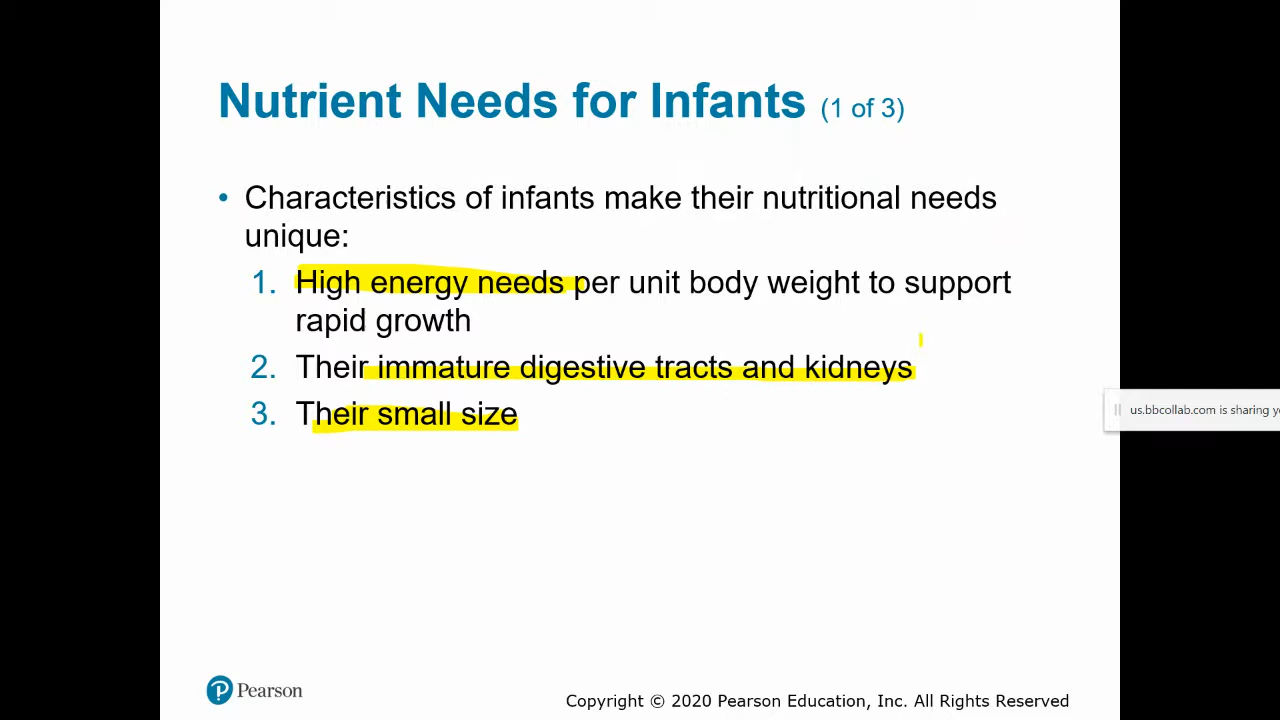 Nutrient Needs for Infants (1 of 3)
• Characteristics of infants make their nutritional needs
unique:
1. High energy needs per unit body weight to support
rapid growth
2. Their immature digestive tracts and kidneys
us.bbcollab.com is sharing y
3. Their small size
Pearson
Copyright © 2020 Pearson Education, Inc. All Rights Reserved